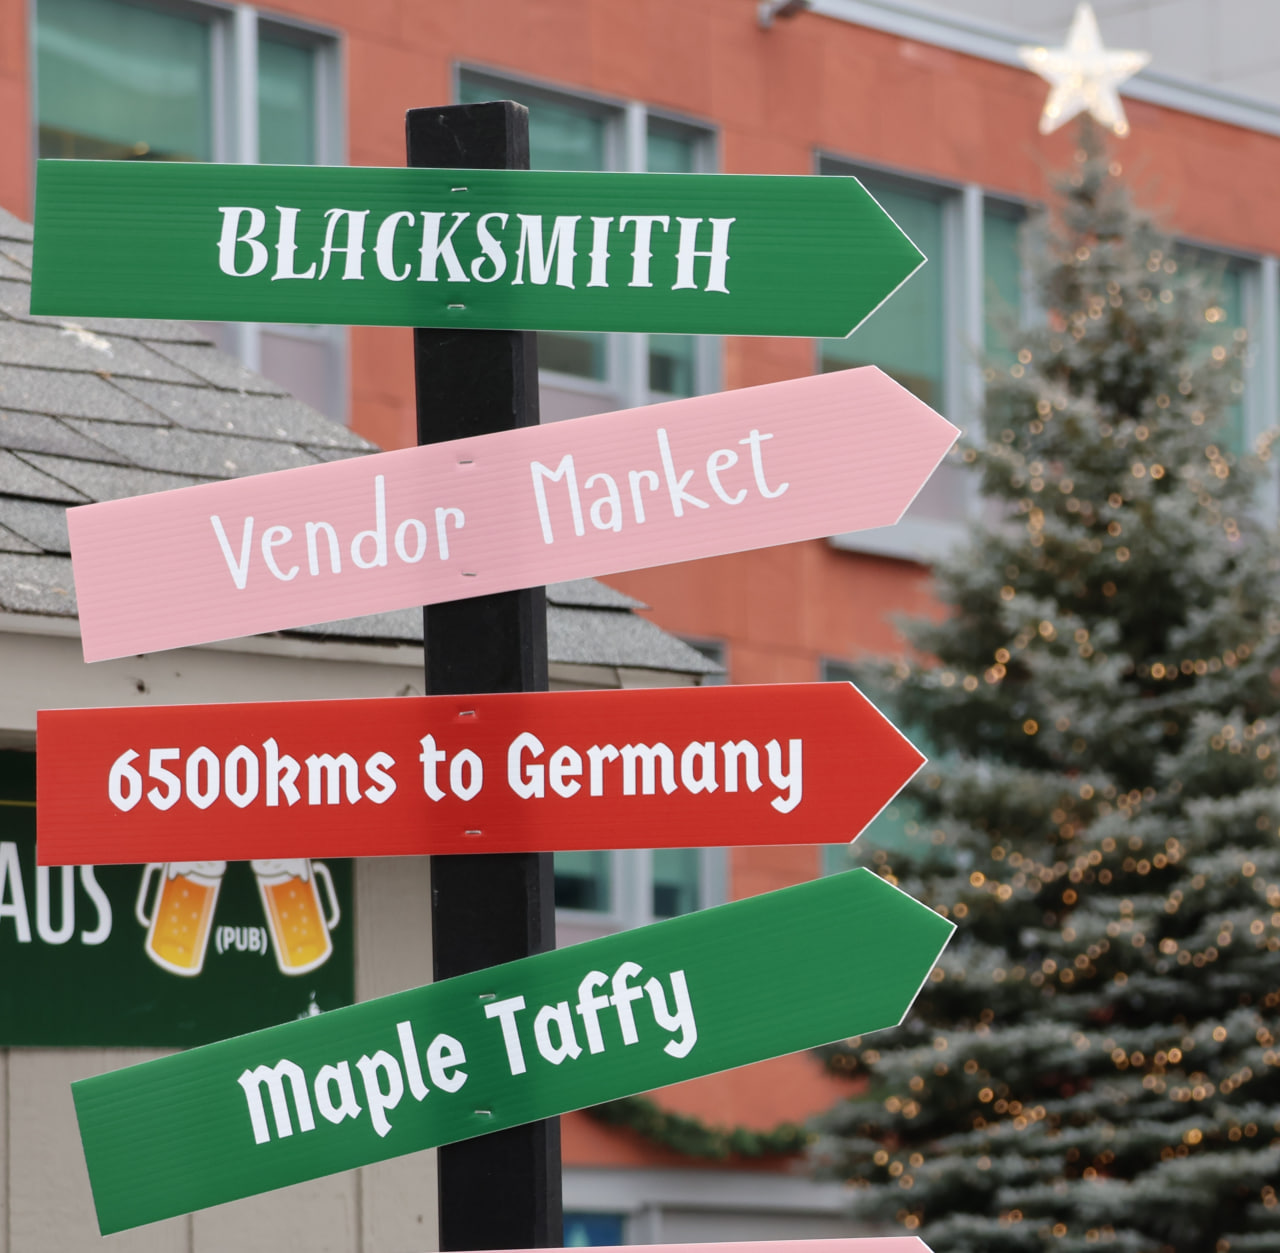 BLACKSMITH
Vendor Market
6500kms to Germany
AUS
(PUB)
Maple Taffy